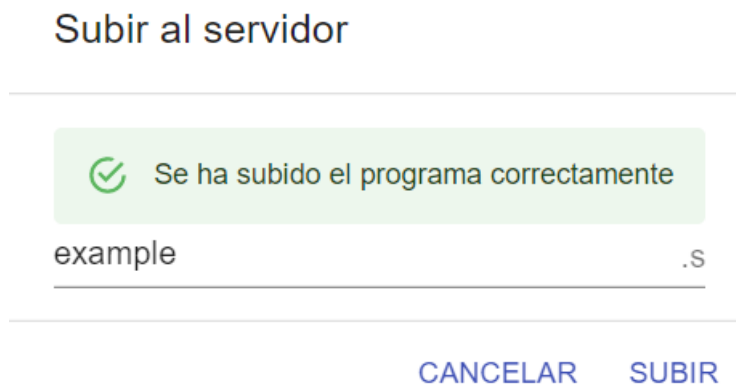 Subir al servidor
Se ha subido el programa correctamente
example .s
CANCELAR SUBIR